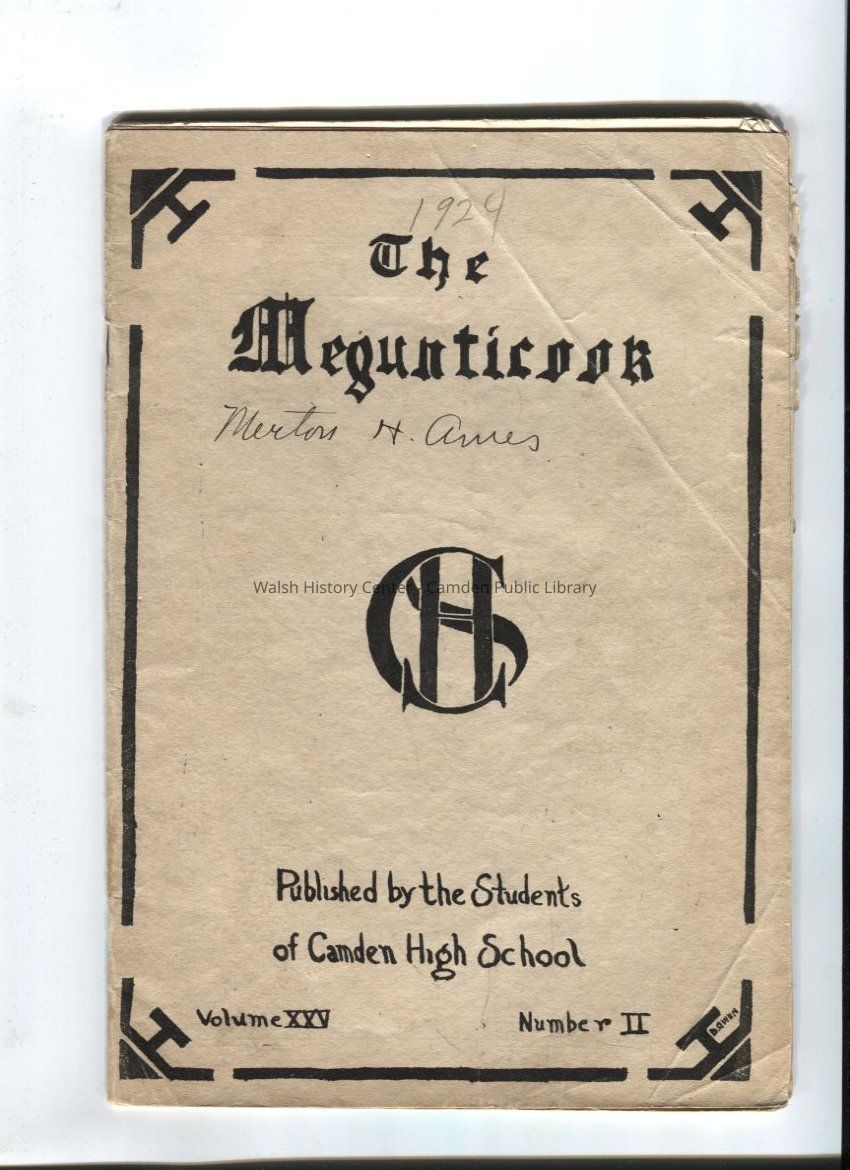 1924
The
Megunticook
Merton H. Ames
CHS
Walsh History Center - Camden Public Library
Published by the Students
of Camden High School
Volume XXV Number II
D. OWEN